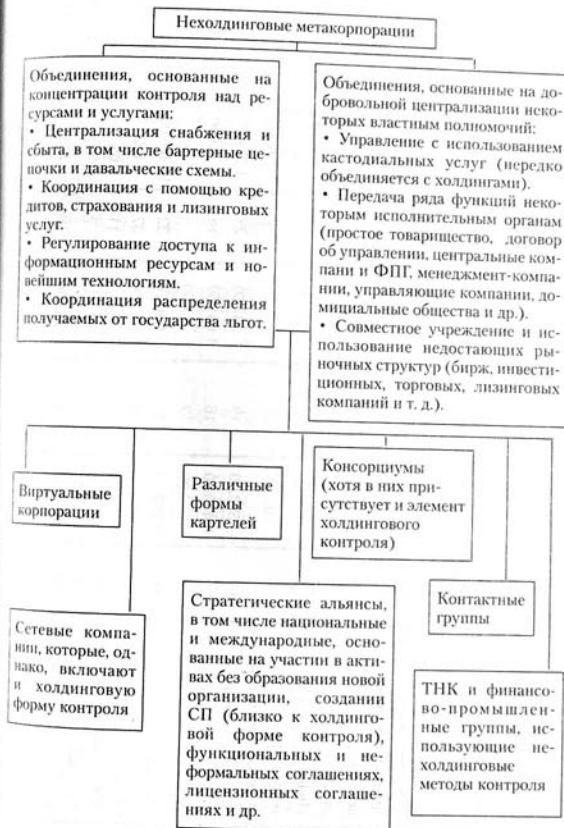 Нехолдинговые метакорпорации
Объединения, основанные на
концентрации контроля над ре-
сурсами и услугами:
• Централизация снабжения и
сбыта, в том числе бартерные це-
почки и давальческие схемы.
• Координация с помощью кре-
дитов, страхования и лизинговых
услуг.
• Регулирование доступа к ин-
формационным ресурсам и но-
вейшим технологиям.
• Координация распределения
получаемых от государства льгот.
Объединения, основанные на до-
бровольной централизации неко-
торых властным полномочий:
• Управление с использованием
кастодиальных услуг (нередко
объединяется с холдингами).
• Передача ряда функций неко-
торым исполнительным органам
(простое товарищество, договор
об управлении, центральные ком-
пани и ФПГ, менеджмент-компа-
нии, управляющие компании, до-
мициальные общества и др.).
• Совместное учреждение и ис-
пользование недостающих ры-
ночных структур (бирж, инвести-
ционных, торговых, лизинговых
компаний и т. д.).
Виртуальные
корпорации
Различные
формы
картелей
Консорциумы
(хотя в них при-
сутствует и элемент
холдингового
контроля)
Сетевые компа-
нии, которые, од-
нако, включают
и холдинговую
форму контроля
Стратегические альянсы,
в том числе национальные
и международные, осно-
ванные на участии в акти-
вах без образования новой
организации, создании
СП (близко к холдинго-
вой форме контроля),
функциональных и не-
формальных соглашениях,
лицензионных соглаше-
ниях и др.
Контактные
группы
ТНК и финансо-
во-промышлен-
ные группы, ис-
пользующие не-
холдинговые
методы контроля